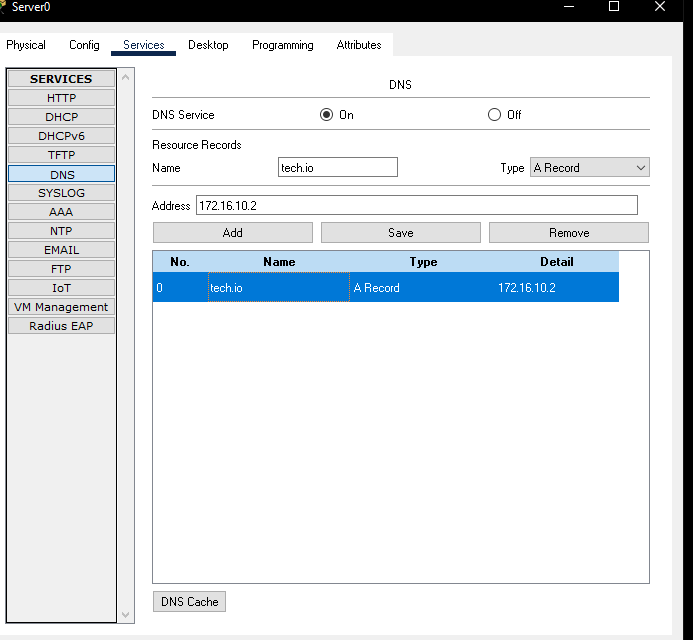 Server0
Physical Config Services Desktop Programming Attributes
SERVICES
HTTP
DHCP
DHCPv6
TFTP
DNS
SYSLOG
AAA
NTP
EMAIL
FTP
IoT
VM Management
Radius EAP
DNS
DNS Service On Off
Resource Records
Name tech.io Type A Record
Address 172.16.10.2
Add Save Remove
No. Name Type Detail
0 tech.io A Record 172.16.10.2
DNS Cache